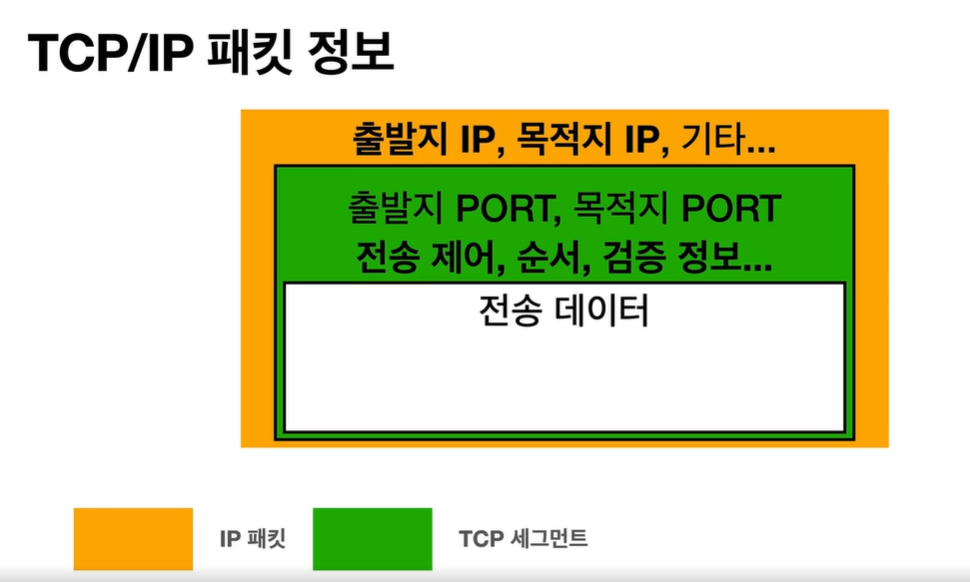 TCP/IP 패킷 정보
출발지 IP, 목적지 IP, 기타...
출발지 PORT, 목적지 PORT
전송 제어, 순서, 검증 정보...
전송 데이터
IP 패킷
TCP 세그먼트